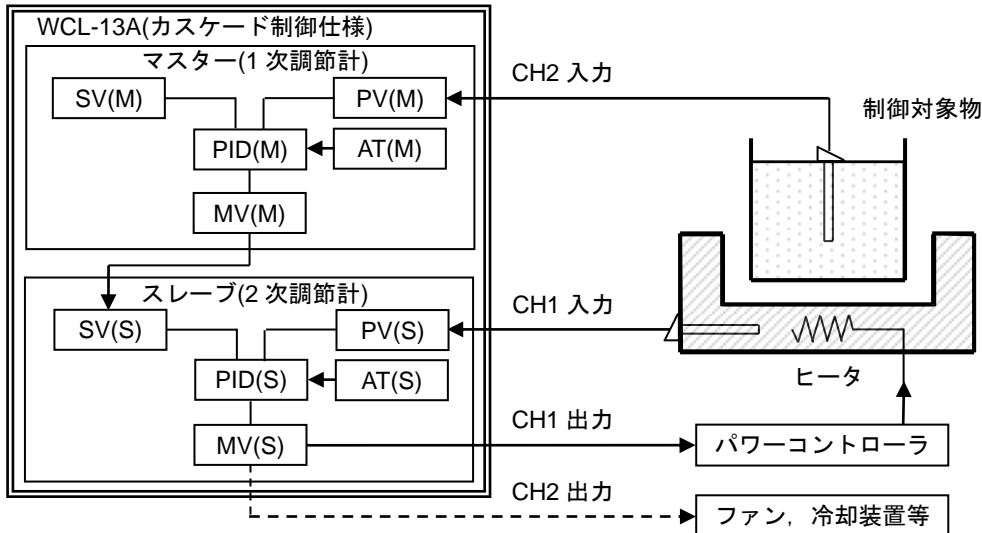 WCL-13A(カスケード制御仕様)
マスター(1 次調節計)
SV(M)
PV(M)
PID(M)
AT(M)
MV(M)
CH2 入力
制御対象物
スレーブ(2 次調節計)
SV(S)
PV(S)
PID(S)
AT(S)
MV(S)
CH1 入力
ヒータ
CH1 出力
パワーコントローラ
CH2 出力
ファン，冷却装置等